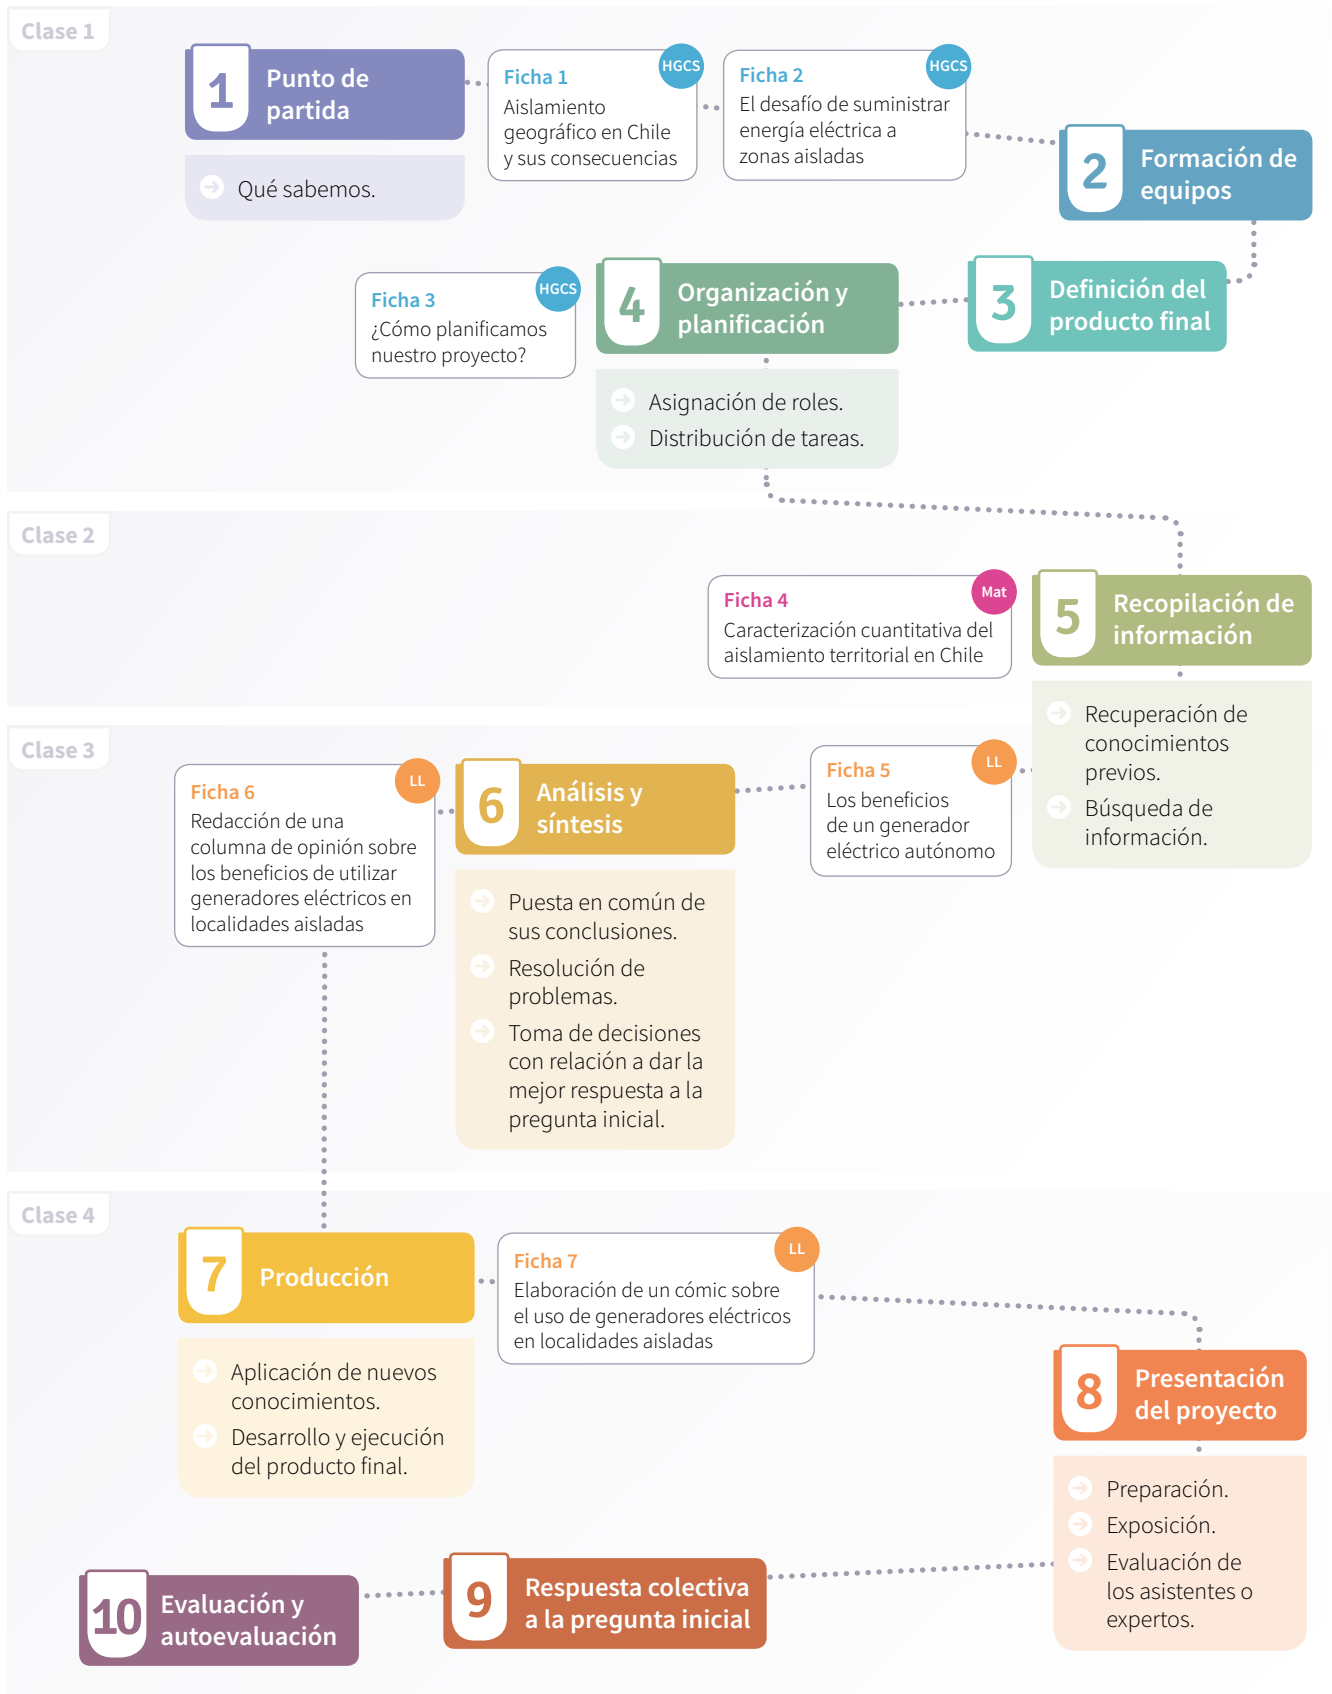 Clase 1
1
Punto de
partida
Qué sabemos.
HGCS
Ficha 1
Aislamiento
geográfico en Chile
y sus consecuencias
HGCS
Ficha 2
El desafío de suministrar
energía eléctrica a
zonas aisladas
2
Formación de
equipos
3
Definición del
producto final
4
Organización y
planificación
Asignación de roles.
Distribución de tareas.
HGCS
Ficha 3
¿Cómo planificamos
nuestro proyecto?
Clase 2
Mat
Ficha 4
Caracterización cuantitativa del
aislamiento territorial en Chile
5
Recopilación de
información
Recuperación de
conocimientos
previos.
Búsqueda de
información.
Clase 3
LL
Ficha 5
Los beneficios
de un generador
eléctrico autónomo
6
Análisis y
síntesis
Puesta en común de
sus conclusiones.
Resolución de
problemas.
Toma de decisiones
con relación a dar la
mejor respuesta a la
pregunta inicial.
LL
Ficha 6
Redacción de una
columna de opinión sobre
los beneficios de utilizar
generadores eléctricos en
localidades aisladas
Clase 4
7
Producción
Aplicación de nuevos
conocimientos.
Desarrollo y ejecución
del producto final.
LL
Ficha 7
Elaboración de un cómic sobre
el uso de generadores eléctricos
en localidades aisladas
8
Presentación
del proyecto
Preparación.
Exposición.
Evaluación de
los asistentes o
expertos.
9
Respuesta colectiva
a la pregunta inicial
10
Evaluación y
autoevaluación